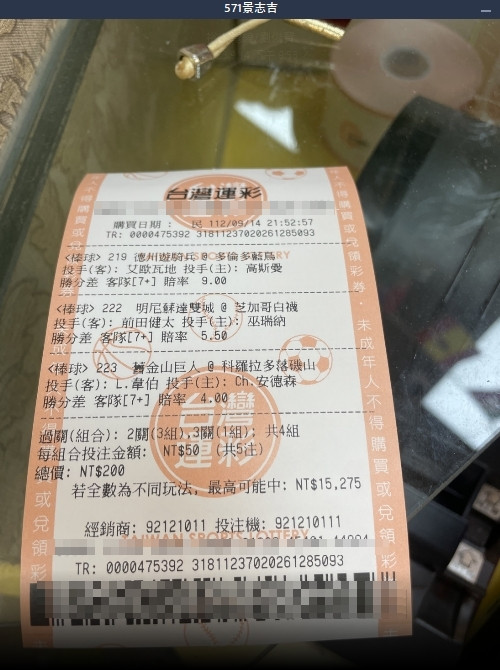 571景志吉
台灣運彩
購買日期： 民 112/09/14 21:52:57
TR: 0000475392 31811237020261285093
<棒球> 219 德州遊騎兵 @ 多倫多藍鳥
投手(客): 艾歐瓦地 投手(主): 高斯曼
勝分差 客隊[7+] 賠率 9.00
<棒球> 222 明尼蘇達雙城 @ 芝加哥白襪
投手(客): 前田健太 投手(主): 巫瑞納
勝分差 客隊[7+] 賠率 5.50
<棒球> 223 舊金山巨人 @ 科羅拉多落磯山
投手(客): L.韋伯 投手(主): Ch.安德森
勝分差 客隊[7+] 賠率 4.00
台灣運彩
過關(組合): 2關(3組),3關(1組); 共4組
每組合投注金額: NT$50 (共5注)
總價: NT$200
若全數為不同玩法, 最高可能中: NT$15,275
經銷商: 92121011 投注機: 921210111
TAIWAN SPORTS LOTTERY
TR: 0000475392 31811237020261285093
未成年人不得購買或兌領彩